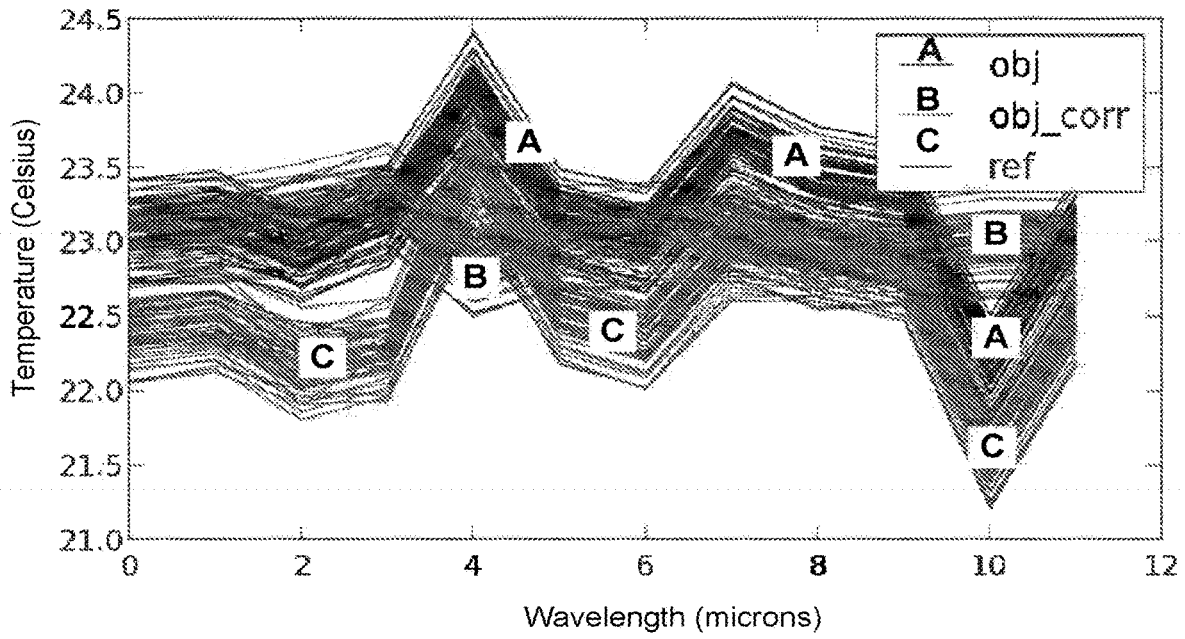 24.5
24.0
23.5
23.0
22.5
22.0
21.5
21.0
Temperature (Celsius)
A obj
B obj_corr
C ref
A
A
B
B
A
C
C
C
0 2 4 6 8 10 12
Wavelength (microns)